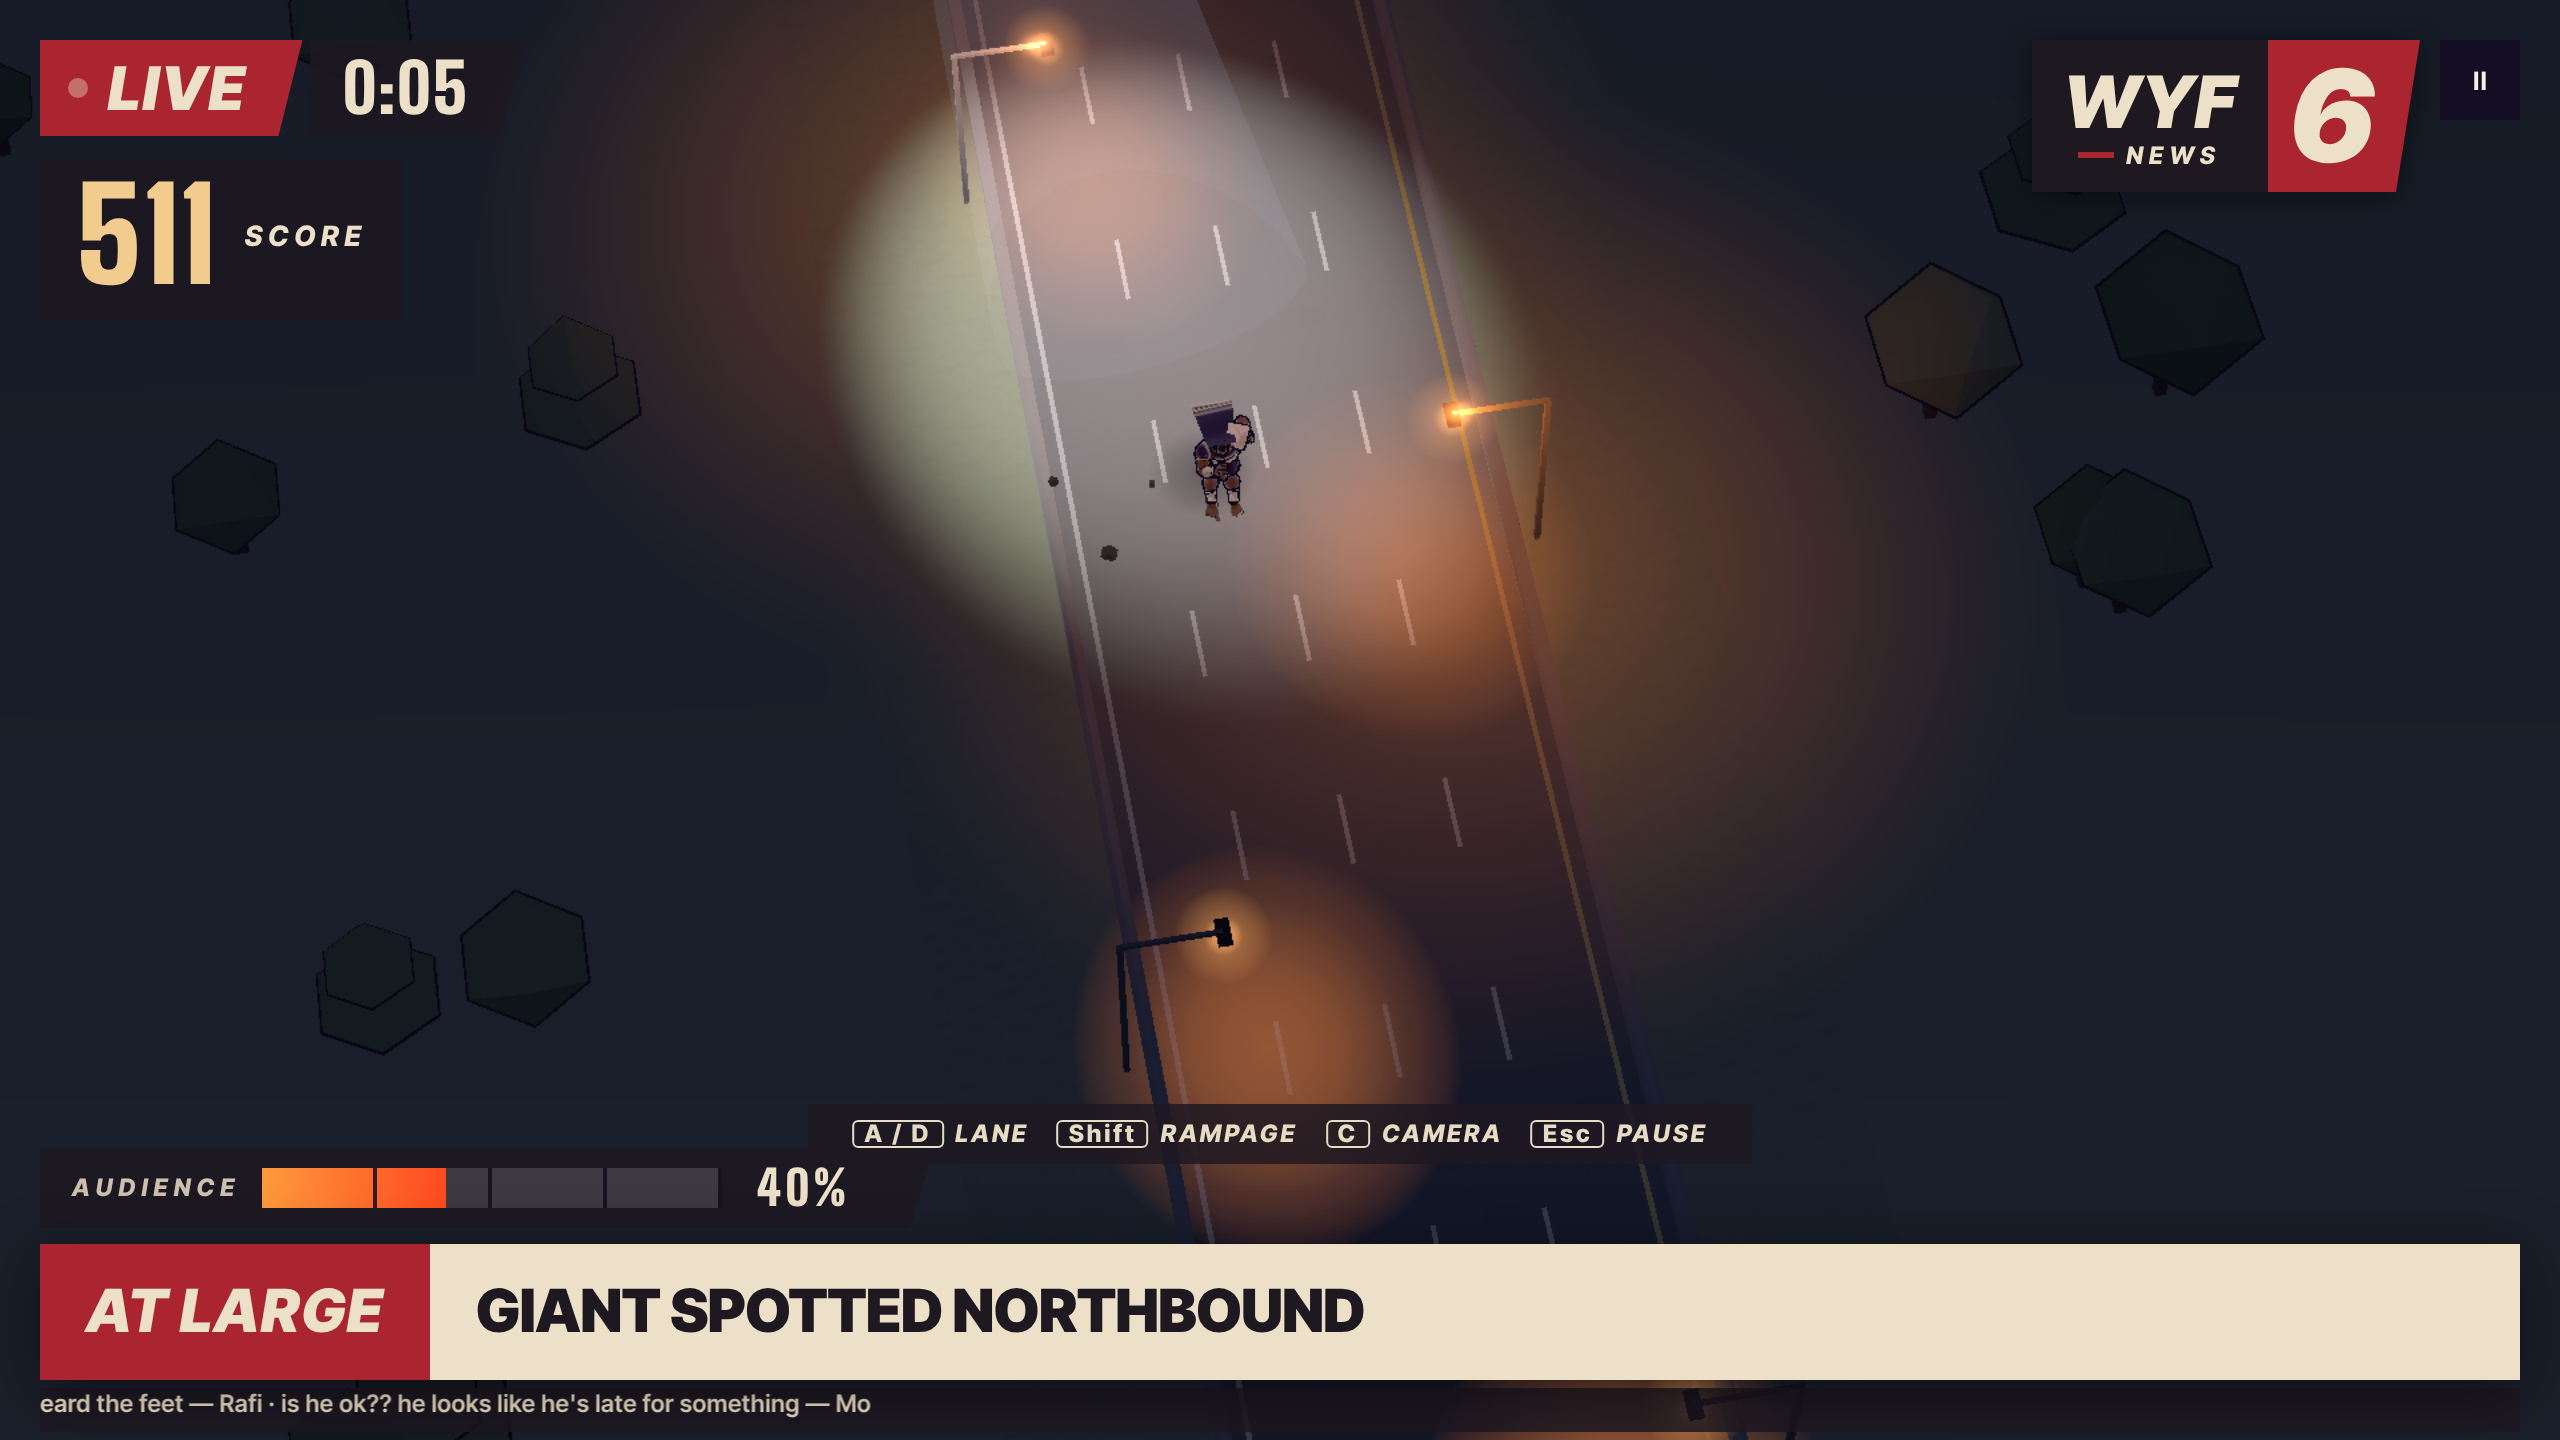 LIVE 0:05
511 SCORE
WYF NEWS 6
A / D LANE Shift RAMPAGE C CAMERA Esc PAUSE
AUDIENCE 40%
AT LARGE GIANT SPOTTED NORTHBOUND
eard the feet — Rafi · is he ok?? he looks like he's late for something — Mo